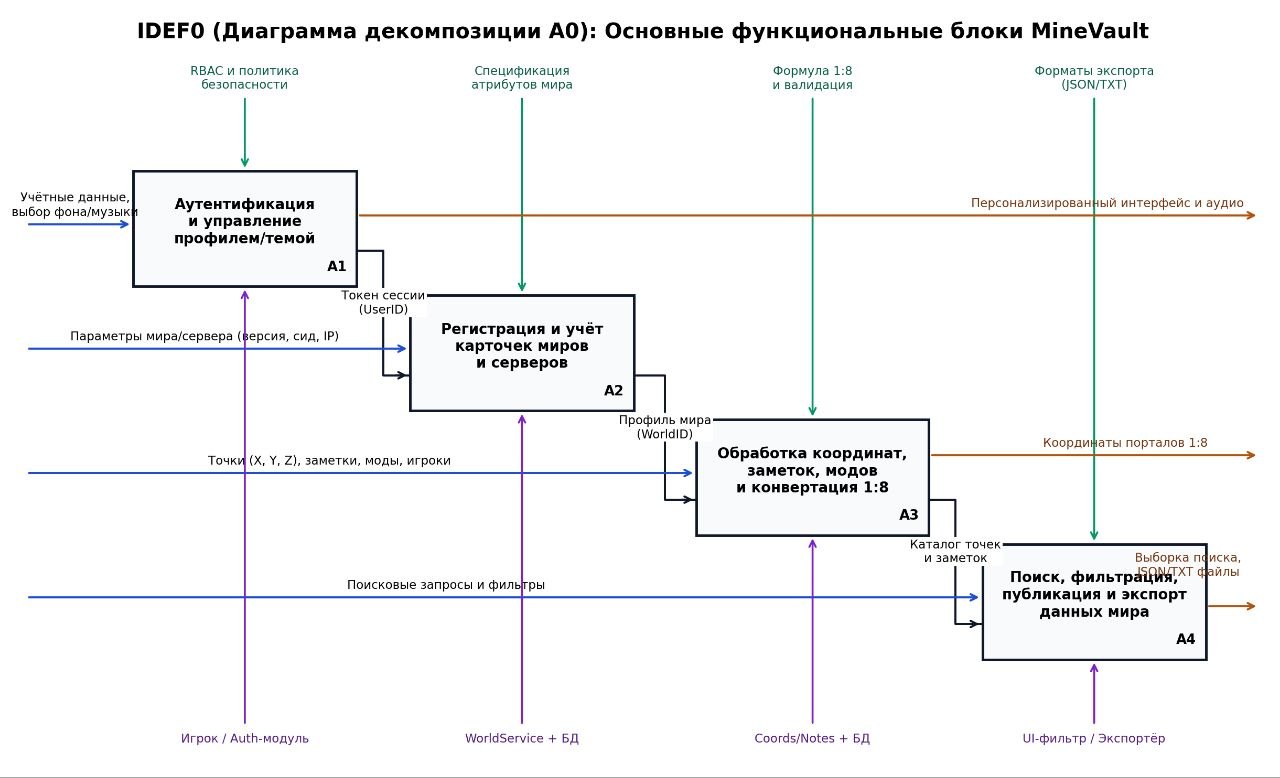 IDEF0 (Диаграмма декомпозиции A0): Основные функциональные блоки MineVault
RBAC и политика
безопасности
Спецификация
атрибутов мира
Формула 1:8
и валидация
Форматы экспорта
(JSON/TXT)
Учётные данные,
выбор фона/музыки
Аутентификация
и управление
профилем/темой
A1
Персонализированный интерфейс и аудио
Токен сессии
(UserID)
Параметры мира/сервера (версия, сид, IP)
Регистрация и учёт
карточек миров
и серверов
A2
Профиль мира
(WorldID)
Точки (X, Y, Z), заметки, моды, игроки
Обработка координат,
заметок, модов
и конвертация 1:8
A3
Координаты порталов 1:8
Каталог точек
и заметок
Поисковые запросы и фильтры
Поиск, фильтрация,
публикация и экспорт
данных мира
A4
Выборка поиска,
JSON/TXT файлы
Игрок / Auth-модуль
WorldService + БД
Coords/Notes + БД
UI-фильтр / Экспортёр